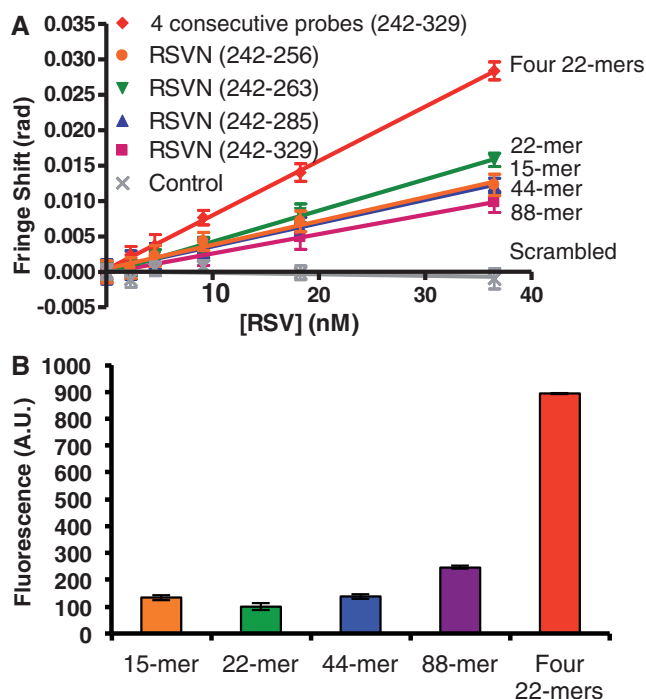 A
0.035
0.030
0.025
0.020
0.015
0.010
0.005
0.000
-0.005
Fringe Shift (rad)
4 consecutive probes (242-329)
RSVN (242-256)
RSVN (242-263)
RSVN (242-285)
RSVN (242-329)
Control
Four 22-mers
22-mer
15-mer
44-mer
88-mer
Scrambled
10 20 30 40
[RSV] (nM)
B
1000
900
800
700
600
500
400
300
200
100
0
Fluorescence (A.U.)
15-mer 22-mer 44-mer 88-mer Four
22-mers